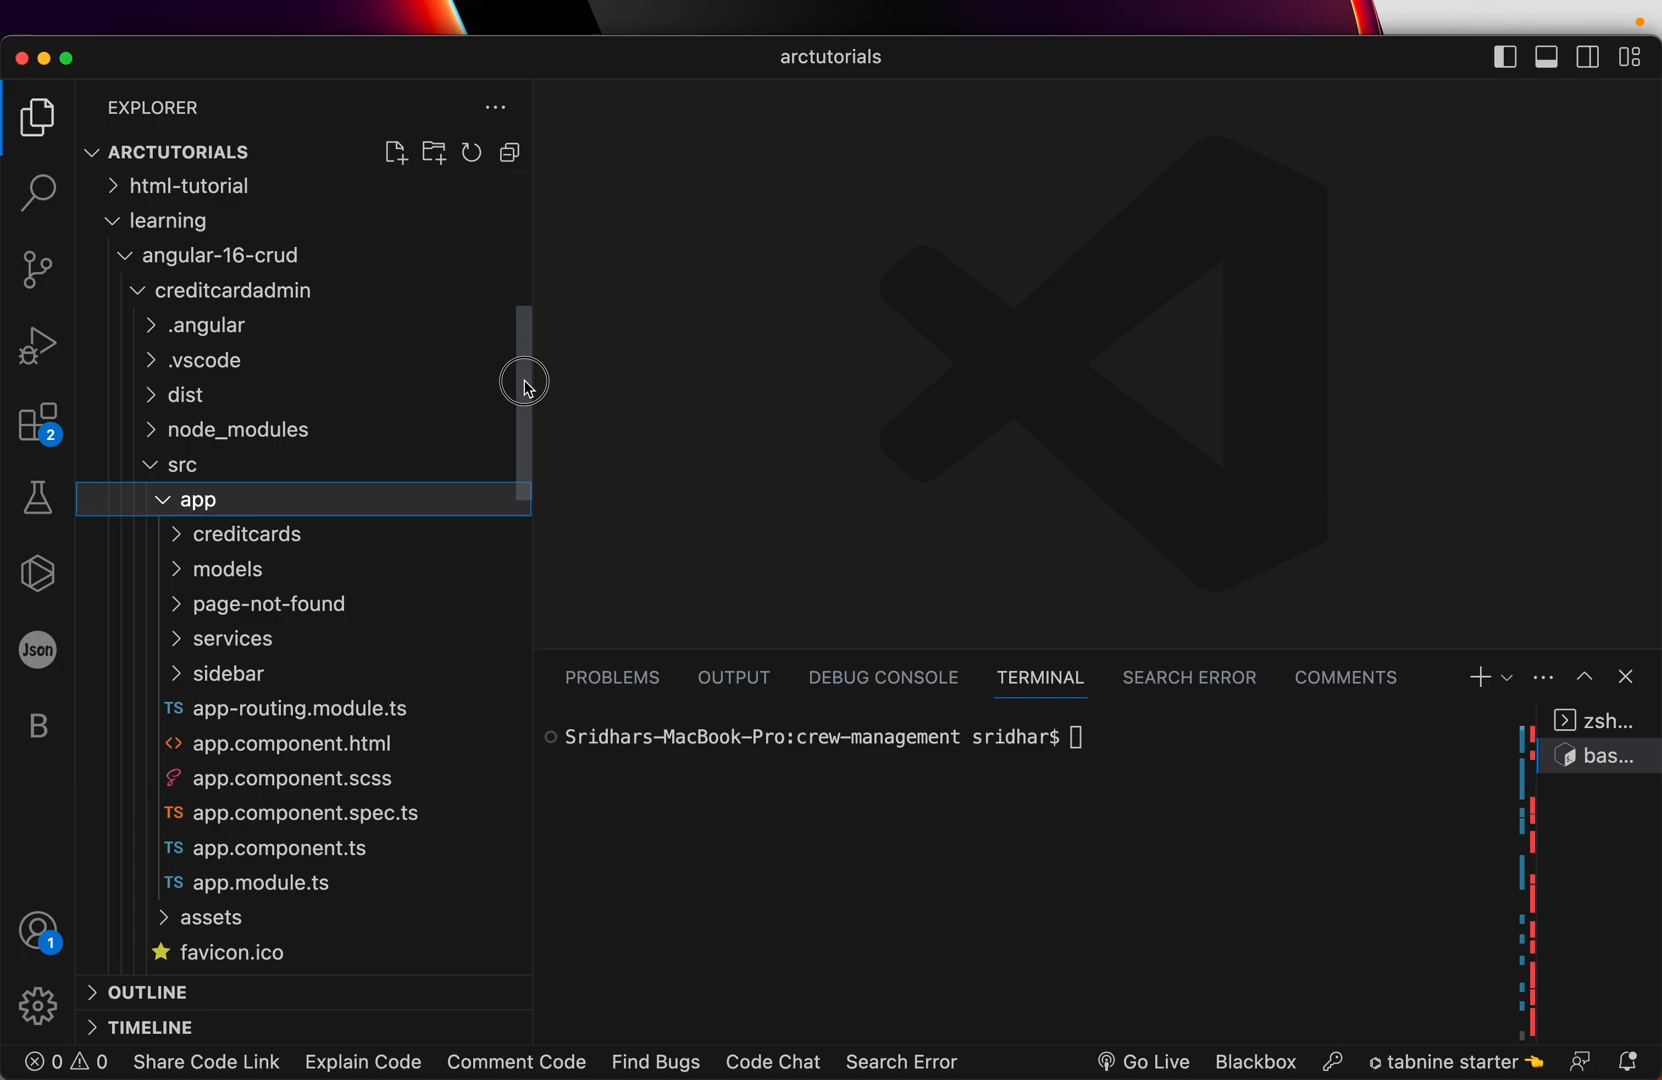 arctutorials
EXPLORER
ARCTUTORIALS
html-tutorial
learning
angular-16-crud
creditcardadmin
.angular
.vscode
dist
node_modules
src
app
creditcards
models
page-not-found
services
sidebar
TS app-routing.module.ts
<> app.component.html
app.component.scss
TS app.component.spec.ts
TS app.component.ts
TS app.module.ts
assets
favicon.ico
OUTLINE
TIMELINE
2
Json
B
1
PROBLEMS OUTPUT DEBUG CONSOLE TERMINAL SEARCH ERROR COMMENTS
Sridhars-MacBook-Pro:crew-management sridhar$
zsh...
bas...
0 0 Share Code Link Explain Code Comment Code Find Bugs Code Chat Search Error Go Live Blackbox tabnine starter 👈